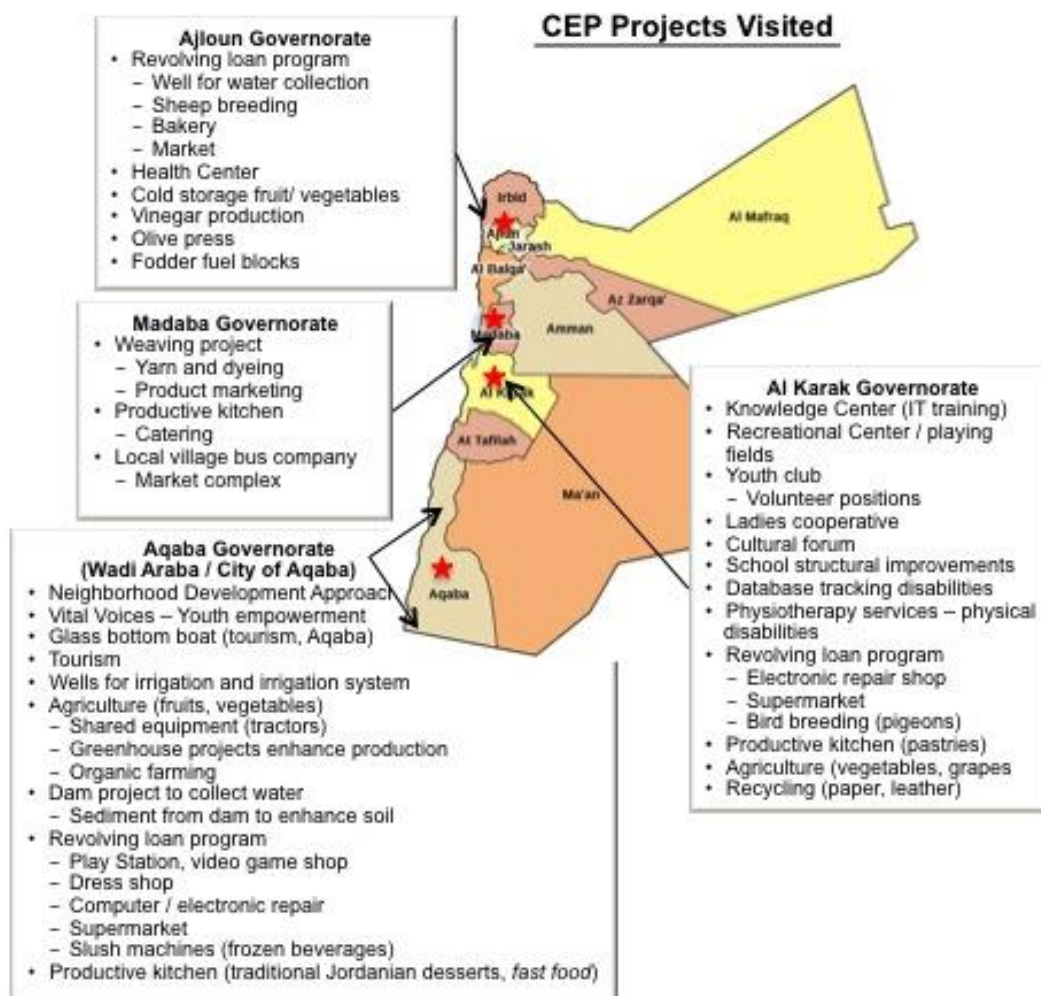 CEP Projects Visited
Ajloun Governorate
• Revolving loan program
– Well for water collection
– Sheep breeding
– Bakery
– Market
• Health Center
• Cold storage fruit/ vegetables
• Vinegar production
• Olive press
• Fodder fuel blocks
Irbid
Ajlun
Jarash
Al Balqa'
Al Mafraq
Az Zarqa'
Amman
Madaba
Al Karak
At Tafilah
Ma'an
Aqaba
Madaba Governorate
• Weaving project
– Yarn and dyeing
– Product marketing
• Productive kitchen
– Catering
• Local village bus company
– Market complex
Al Karak Governorate
• Knowledge Center (IT training)
• Recreational Center / playing
fields
• Youth club
– Volunteer positions
• Ladies cooperative
• Cultural forum
• School structural improvements
• Database tracking disabilities
• Physiotherapy services – physical
disabilities
• Revolving loan program
– Electronic repair shop
– Supermarket
– Bird breeding (pigeons)
• Productive kitchen (pastries)
• Agriculture (vegetables, grapes
• Recycling (paper, leather)
Aqaba Governorate
(Wadi Araba / City of Aqaba)
• Neighborhood Development Approach
• Vital Voices – Youth empowerment
• Glass bottom boat (tourism, Aqaba)
• Tourism
• Wells for irrigation and irrigation system
• Agriculture (fruits, vegetables)
– Shared equipment (tractors)
– Greenhouse projects enhance production
– Organic farming
• Dam project to collect water
– Sediment from dam to enhance soil
• Revolving loan program
– Play Station, video game shop
– Dress shop
– Computer / electronic repair
– Supermarket
– Slush machines (frozen beverages)
• Productive kitchen (traditional Jordanian desserts, fast food)